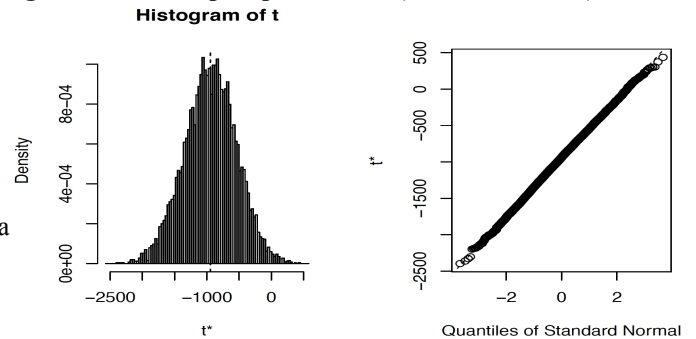 Histogram of t
Density
0e+00
4e-04
8e-04
-2500
-1000
0
t*
a
t*
-2500
-1500
-500
0
500
-2
0
2
Quantiles of Standard Normal